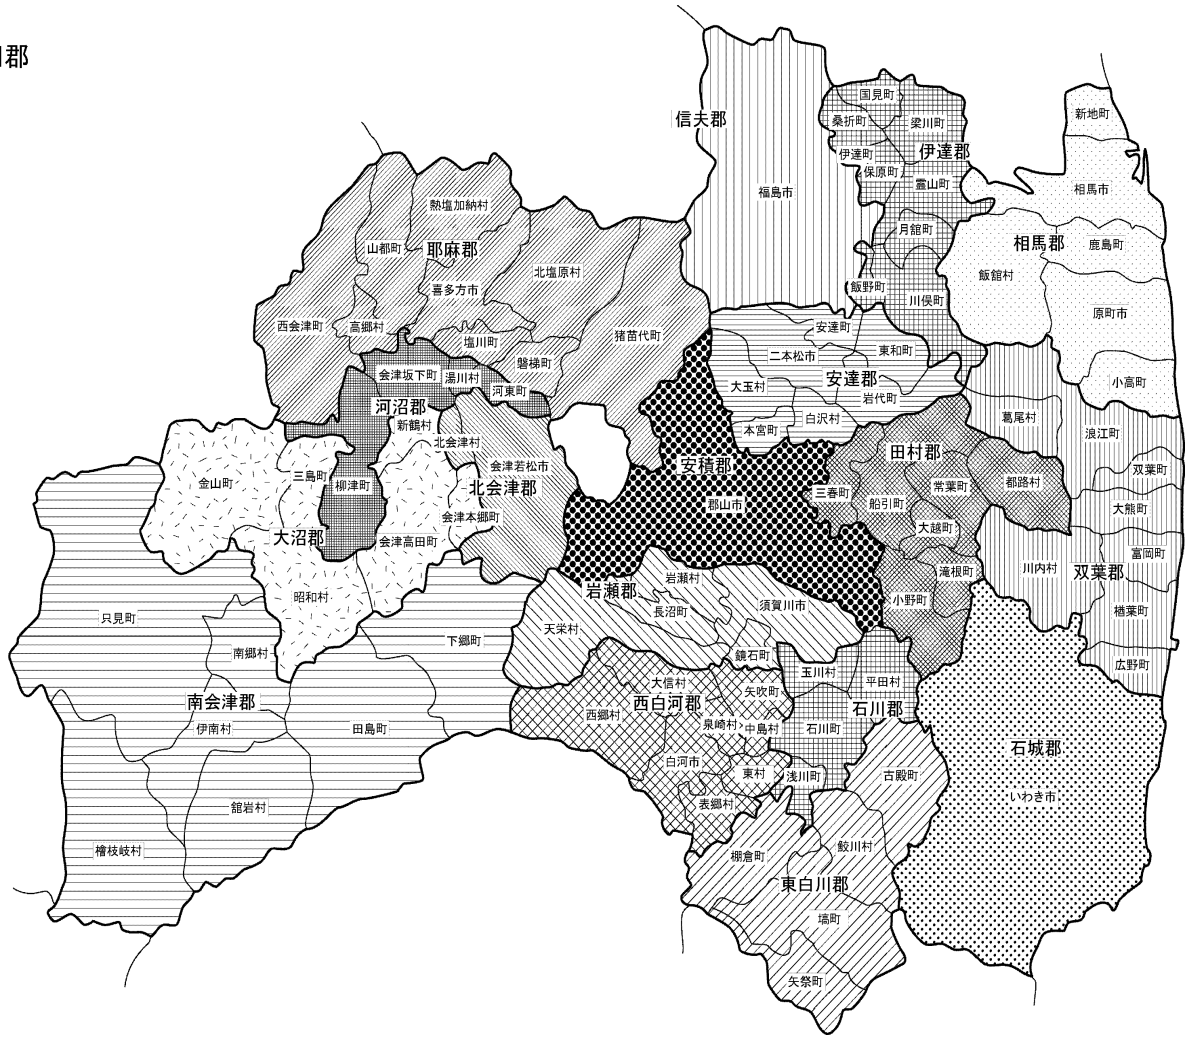 郡
信夫郡
福島市
国見町
桑折町
梁川町
伊達町
伊達郡
保原町
霊山町
月舘町
飯野町
川俣町
新地町
相馬市
相馬郡
鹿島町
飯舘村
原町市
小高町
熱塩加納村
山都町
耶麻郡
北塩原村
喜多方市
西会津町
高郷村
塩川町
猪苗代町
磐梯町
会津坂下町
湯川村
河東町
河沼郡
新鶴村
柳津町
北会津村
会津若松市
北会津郡
会津本郷町
金山町
三島町
大沼郡
会津高田町
昭和村
安達町
二本松市
東和町
大玉村
安達郡
岩代町
白沢村
本宮町
安積郡
郡山市
田村郡
三春町
船引町
常葉町
都路村
大越町
滝根町
小野町
葛尾村
浪江町
双葉町
大熊町
富岡町
川内村
双葉郡
楢葉町
広野町
岩瀬郡
岩瀬村
長沼町
須賀川市
天栄村
鏡石町
只見町
南郷村
下郷町
南会津郡
伊南村
田島町
舘岩村
檜枝岐村
大信村
矢吹町
西白河郡
西郷村
泉崎村
中島村
白河市
東村
表郷村
玉川村
平田村
石川郡
石川町
浅川町
古殿町
棚倉町
鮫川村
東白川郡
塙町
矢祭町
石城郡
いわき市